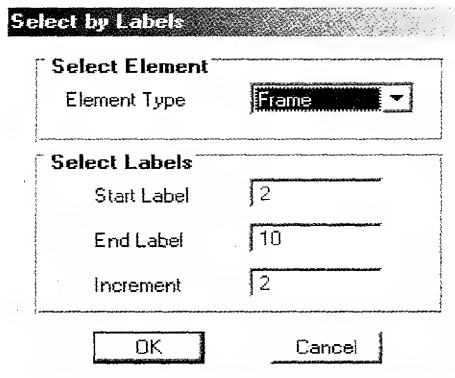 Select by Labels
Select Element
Element Type Frame
Select Labels
Start Label 2
End Label 10
Increment 2
OK Cancel